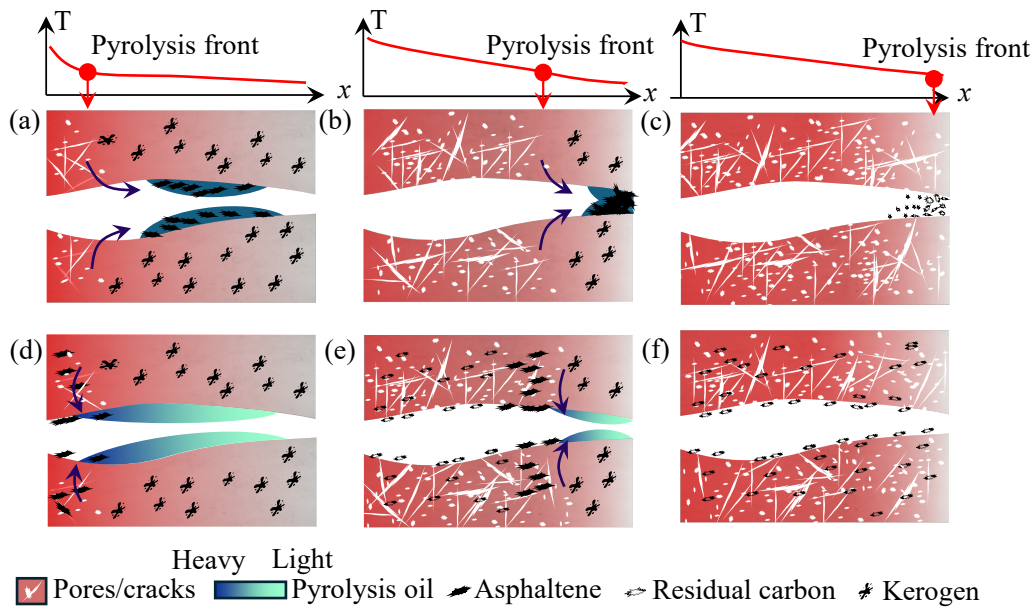 T
Pyrolysis front
x
T
Pyrolysis front
x
T
Pyrolysis front
x
(a)
(b)
(c)
(d)
(e)
(f)
Heavy
Light
Pores/cracks
Pyrolysis oil
Asphaltene
Residual carbon
Kerogen